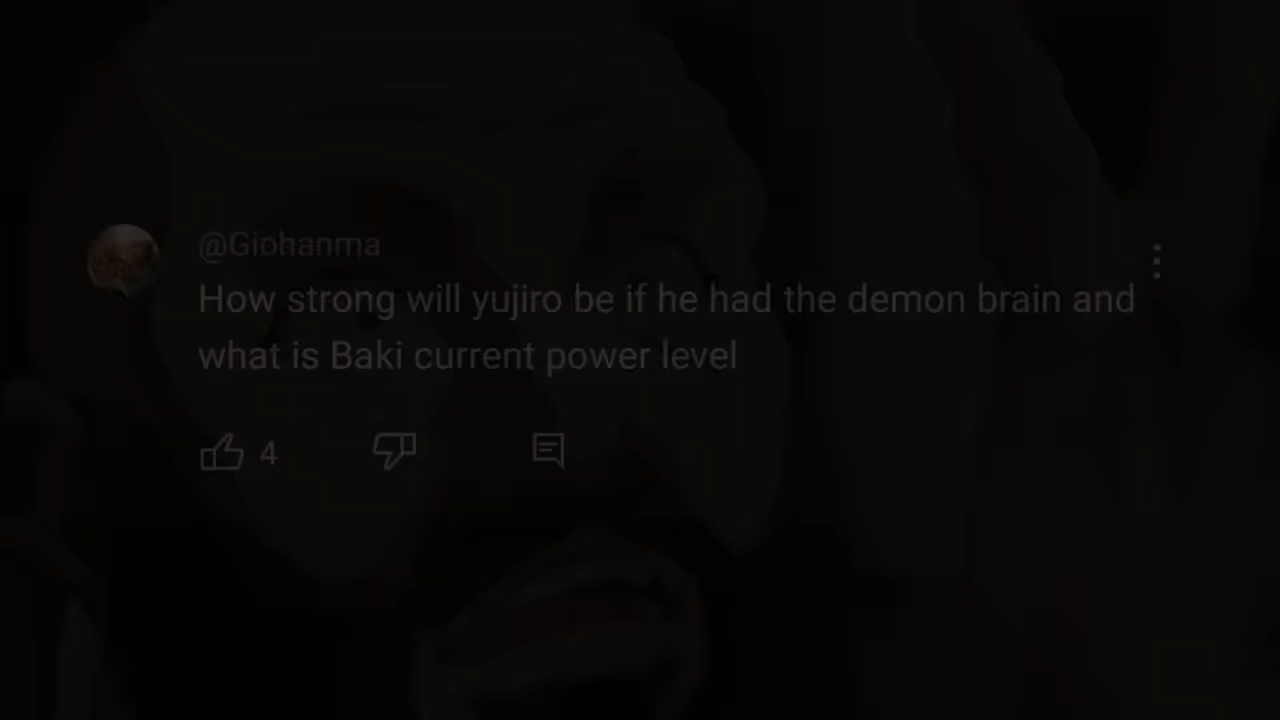 @Giohanma
How strong will yujiro be if he had the demon brain and
what is Baki current power level
4